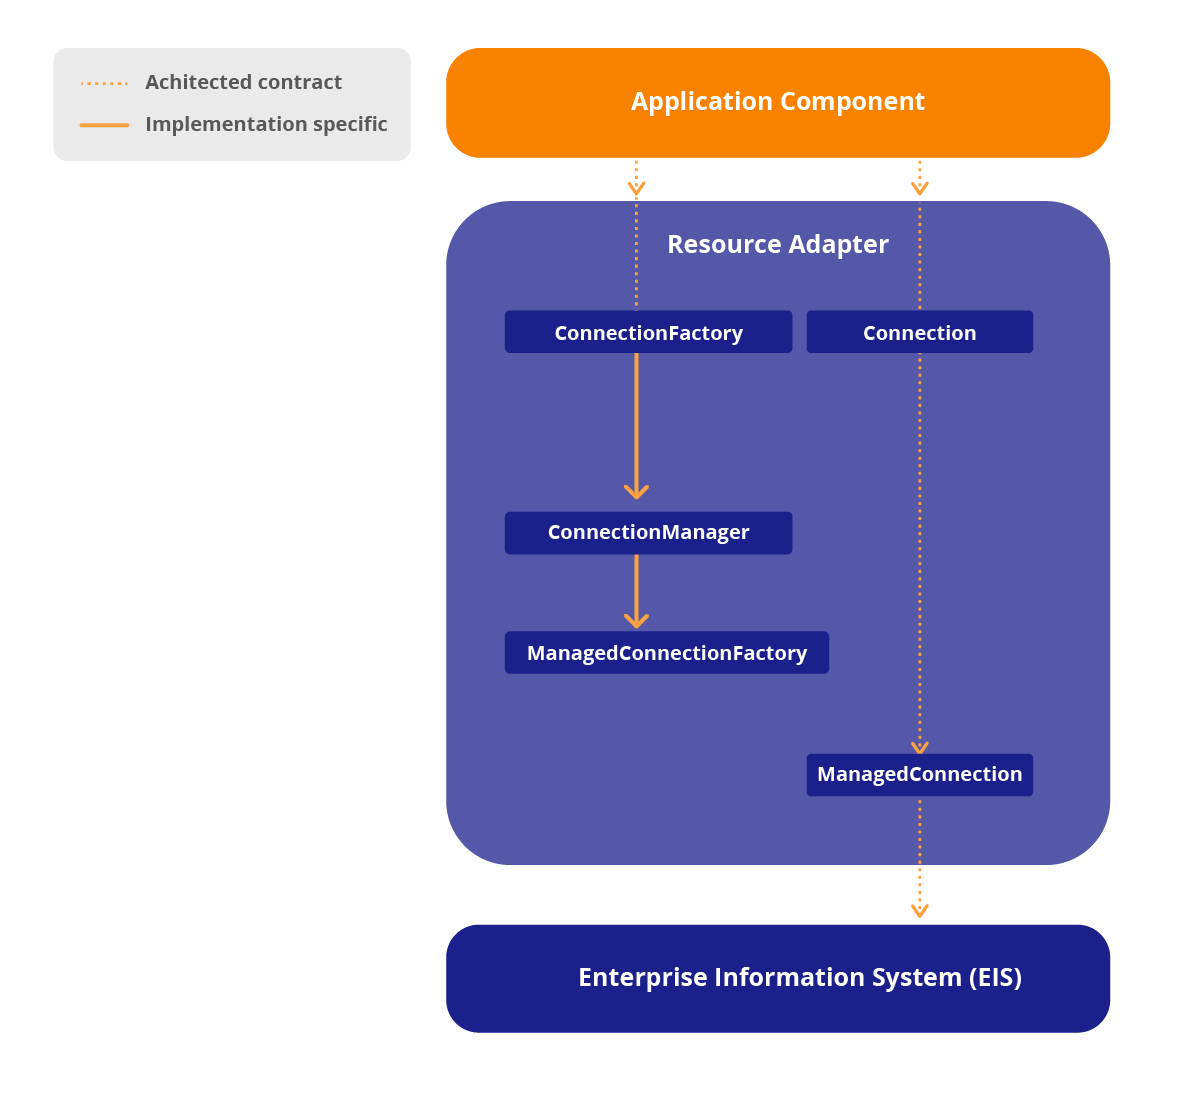 Achitected contract
Implementation specific
Application Component
Resource Adapter
ConnectionFactory
Connection
ConnectionManager
ManagedConnectionFactory
ManagedConnection
Enterprise Information System (EIS)